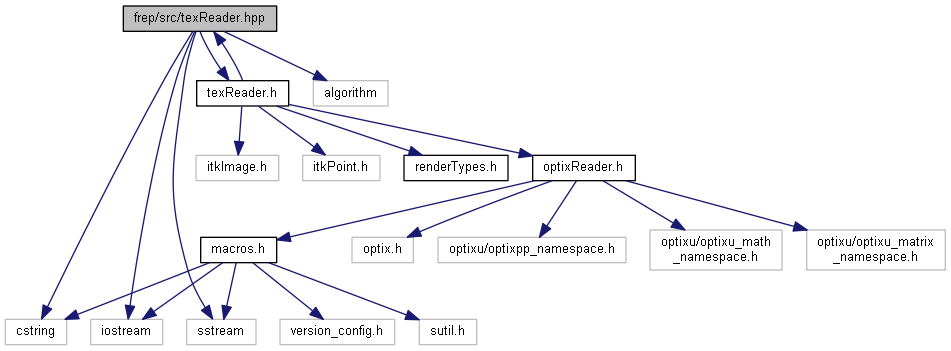 frep/src/texReader.hpp
texReader.h
algorithm
itkImage.h
itkPoint.h
renderTypes.h
optixReader.h
macros.h
optix.h
optixu/optixpp_namespace.h
optixu/optixu_math
_namespace.h
optixu/optixu_matrix
_namespace.h
cstring
iostream
sstream
version_config.h
sutil.h